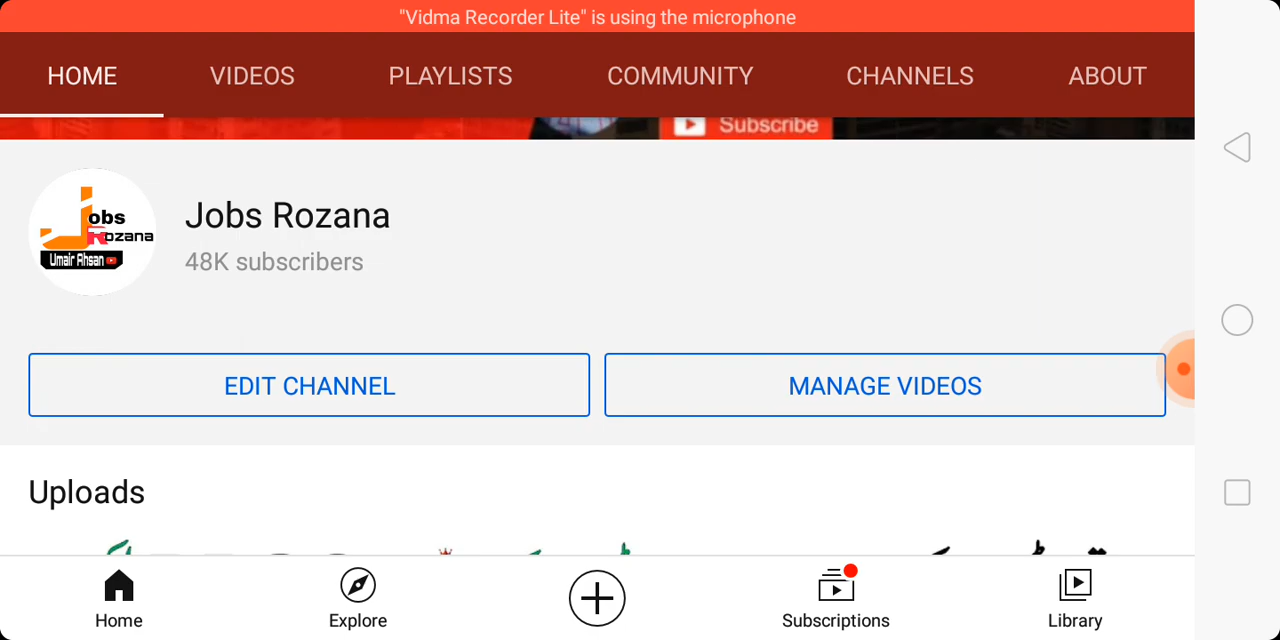 "Vidma Recorder Lite" is using the microphone
HOME VIDEOS PLAYLISTS COMMUNITY CHANNELS ABOUT
Subscribe
Jobs
Rozana
Umair Ahsan
Jobs Rozana
48K subscribers
EDIT CHANNEL MANAGE VIDEOS
Uploads
Home Explore Subscriptions Library